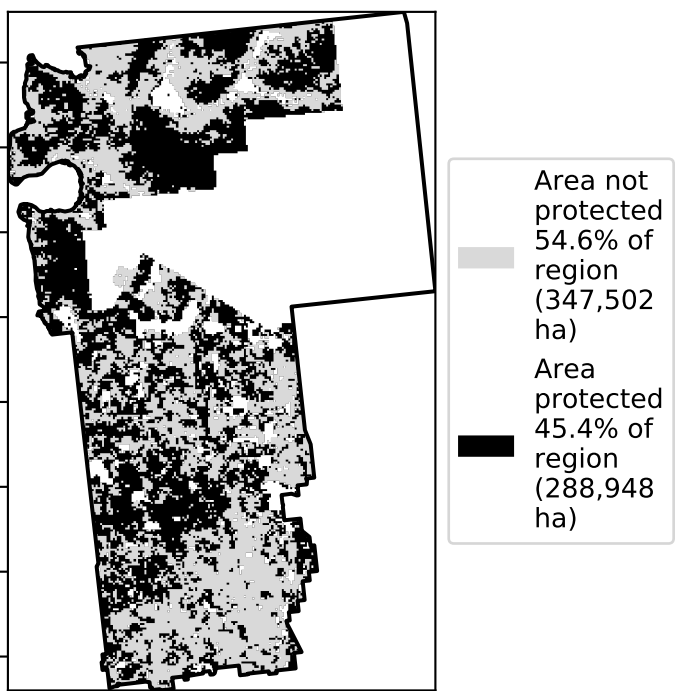 Area not
protected
54.6% of
region
(347,502
ha)
Area
protected
45.4% of
region
(288,948
ha)